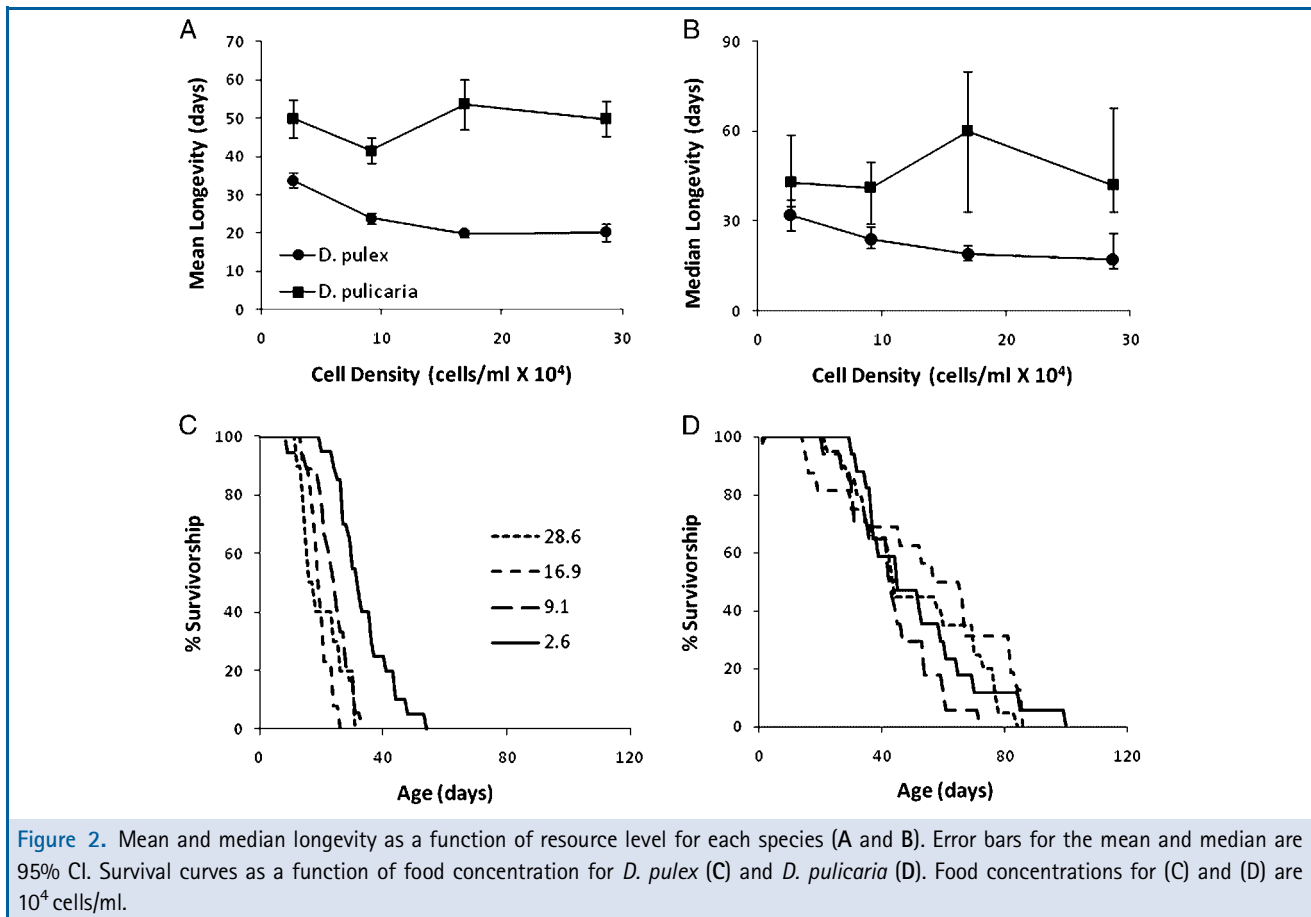 A
70
60
50
40
30
20
10
0
Mean Longevity (days)
D. pulex
D. pulicaria
0 10 20 30
Cell Density (cells/ml X 10⁴)
B
90
60
30
0
Median Longevity (days)
0 10 20 30
Cell Density (cells/ml X 10⁴)
C
100
80
60
40
20
0
% Survivorship
28.6
16.9
9.1
2.6
0 40 80 120
Age (days)
D
100
80
60
40
20
0
% Survivorship
0 40 80 120
Age (days)
Figure 2. Mean and median longevity as a function of resource level for each species (A and B). Error bars for the mean and median are
95% CI. Survival curves as a function of food concentration for D. pulex (C) and D. pulicaria (D). Food concentrations for (C) and (D) are
10⁴ cells/ml.